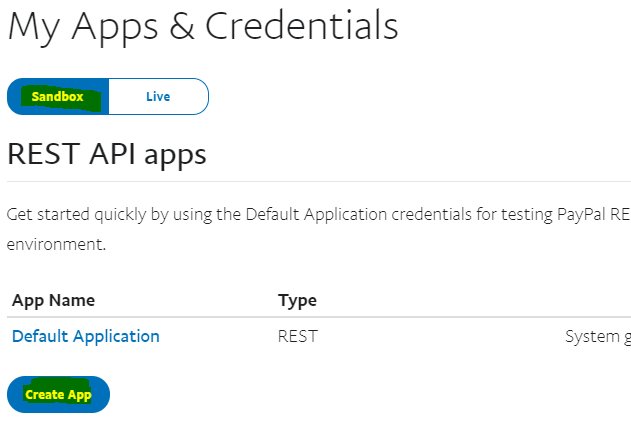 My Apps & Credentials
Sandbox Live
REST API apps
Get started quickly by using the Default Application credentials for testing PayPal RE
environment.
App Name Type
Default Application REST System g
Create App